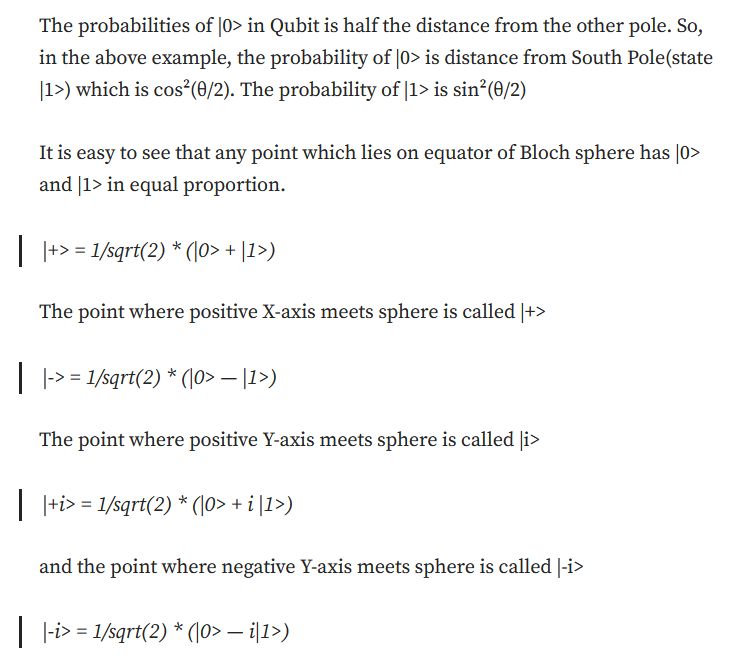 The probabilities of |0> in Qubit is half the distance from the other pole. So,
in the above example, the probability of |0> is distance from South Pole(state
|1>) which is cos²(θ/2). The probability of |1> is sin²(θ/2)
It is easy to see that any point which lies on equator of Bloch sphere has |0>
and |1> in equal proportion.
|+> = 1/sqrt(2) * (|0> + |1>)
The point where positive X-axis meets sphere is called |+>
|-> = 1/sqrt(2) * (|0> — |1>)
The point where positive Y-axis meets sphere is called |i>
|+i> = 1/sqrt(2) * (|0> + i |1>)
and the point where negative Y-axis meets sphere is called |-i>
|-i> = 1/sqrt(2) * (|0> — i|1>)